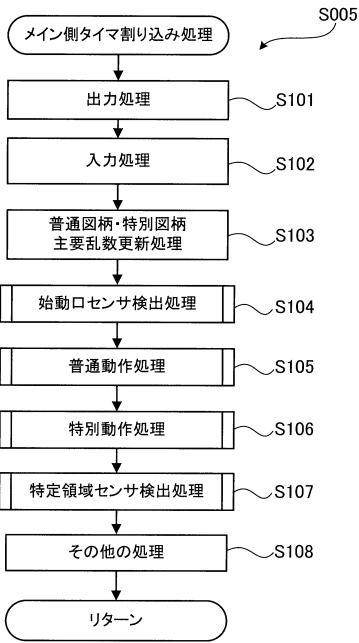 S005
メイン側タイマ割り込み処理
出力処理
S101
入力処理
S102
普通図柄・特別図柄
主要乱数更新処理
S103
始動口センサ検出処理
S104
普通動作処理
S105
特別動作処理
S106
特定領域センサ検出処理
S107
その他の処理
S108
リターン